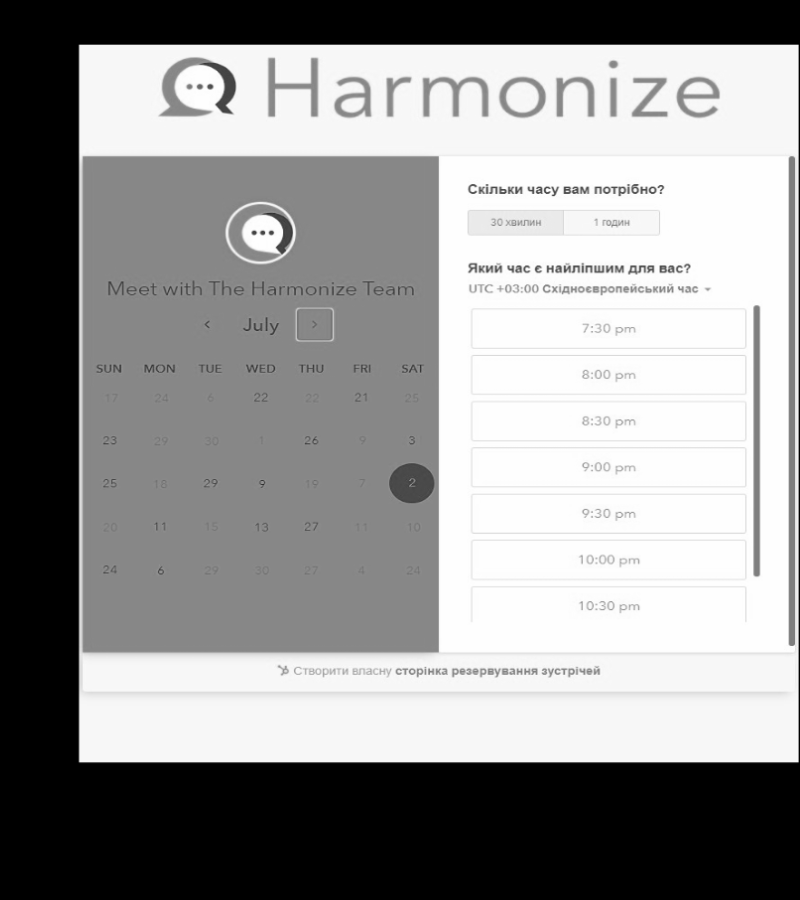 Harmonize
Meet with The Harmonize Team
July
SUN MON TUE WED THU FRI SAT
17 24 6 22 22 21 25
23 29 30 1 26 9 3
25 18 29 9 19 7 2
20 11 15 13 27 11 10
24 6 29 30 27 4 24
Скільки часу вам потрібно?
30 хвилин 1 годин
Який час є найліпшим для вас?
UTC +03:00 Східноєвропейський час
7:30 pm
8:00 pm
8:30 pm
9:00 pm
9:30 pm
10:00 pm
10:30 pm
Створити власну сторінка резервування зустрічей